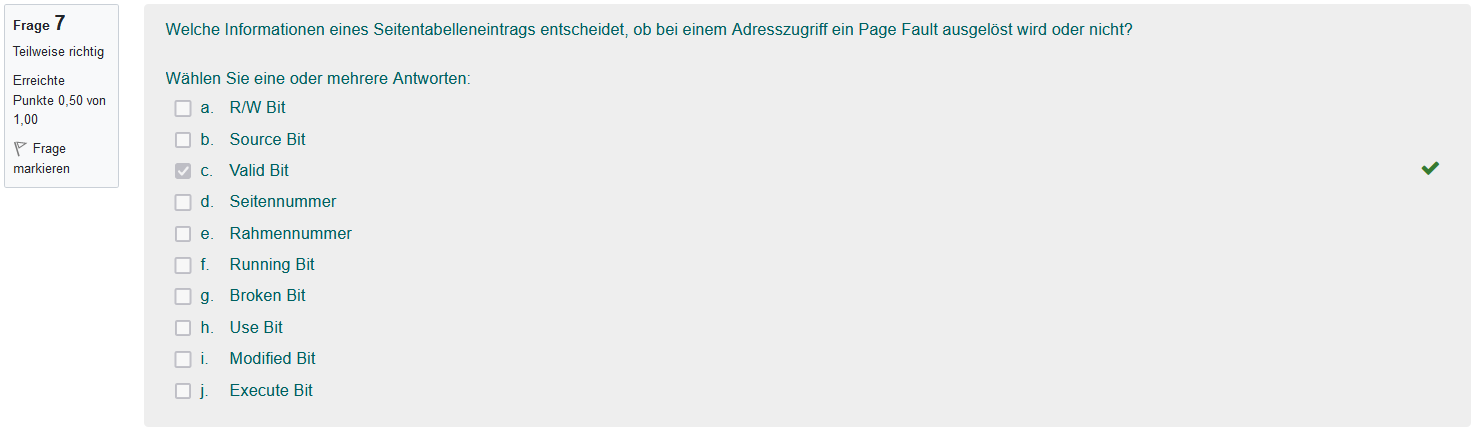 Frage 7
Teilweise richtig
Erreichte
Punkte 0,50 von
1,00
Frage
markieren
Welche Informationen eines Seitentabelleneintrags entscheidet, ob bei einem Adresszugriff ein Page Fault ausgelöst wird oder nicht?
Wählen Sie eine oder mehrere Antworten:
a. R/W Bit
b. Source Bit
c. Valid Bit
d. Seitennummer
e. Rahmennummer
f. Running Bit
g. Broken Bit
h. Use Bit
i. Modified Bit
j. Execute Bit